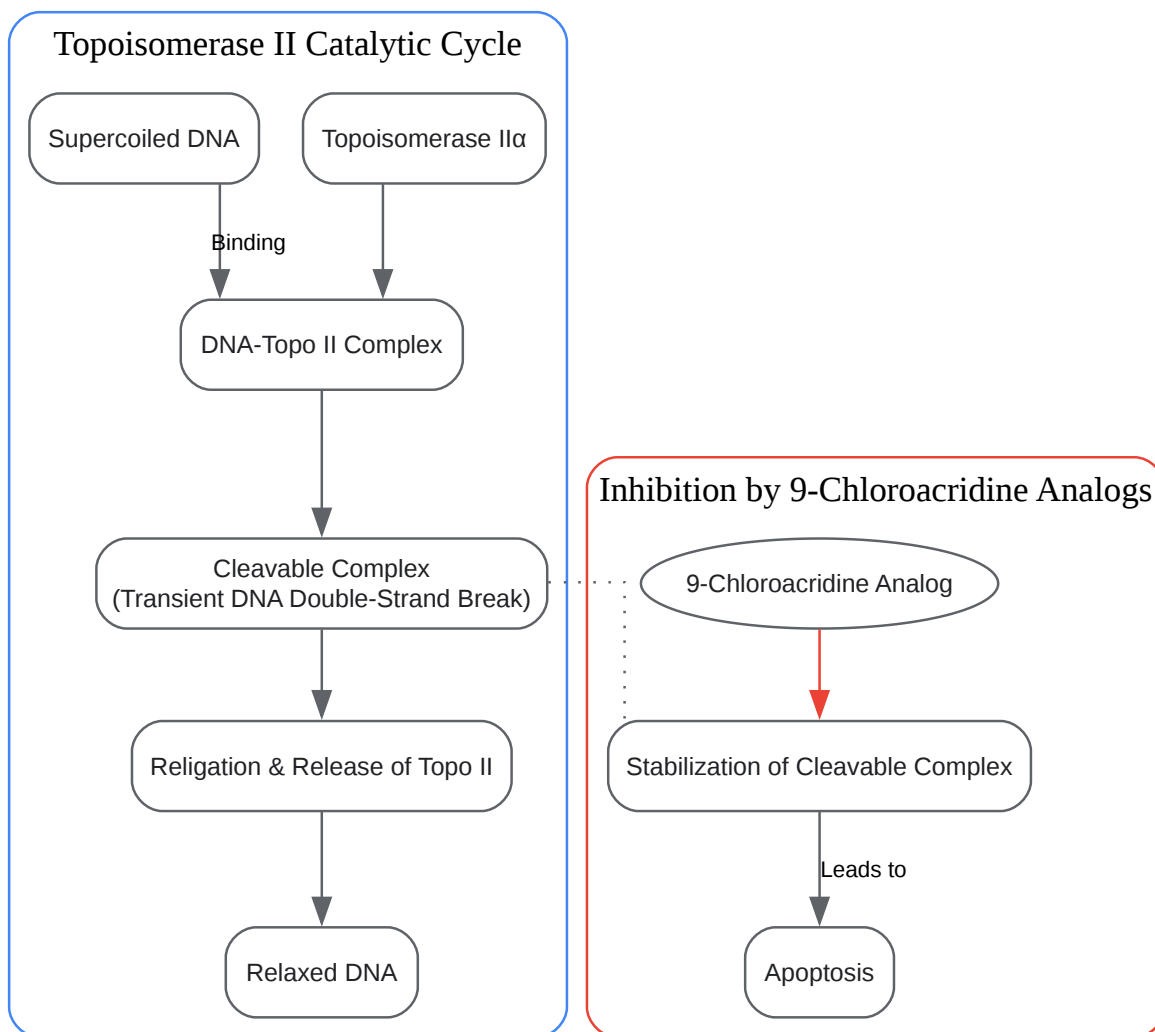 Topoisomerase II Catalytic Cycle
Supercoiled DNA
Topoisomerase IIα
Binding
DNA-Topo II Complex
Cleavable Complex
(Transient DNA Double-Strand Break)
Religation & Release of Topo II
Relaxed DNA
Inhibition by 9-Chloroacridine Analogs
9-Chloroacridine Analog
Stabilization of Cleavable Complex
Leads to
Apoptosis